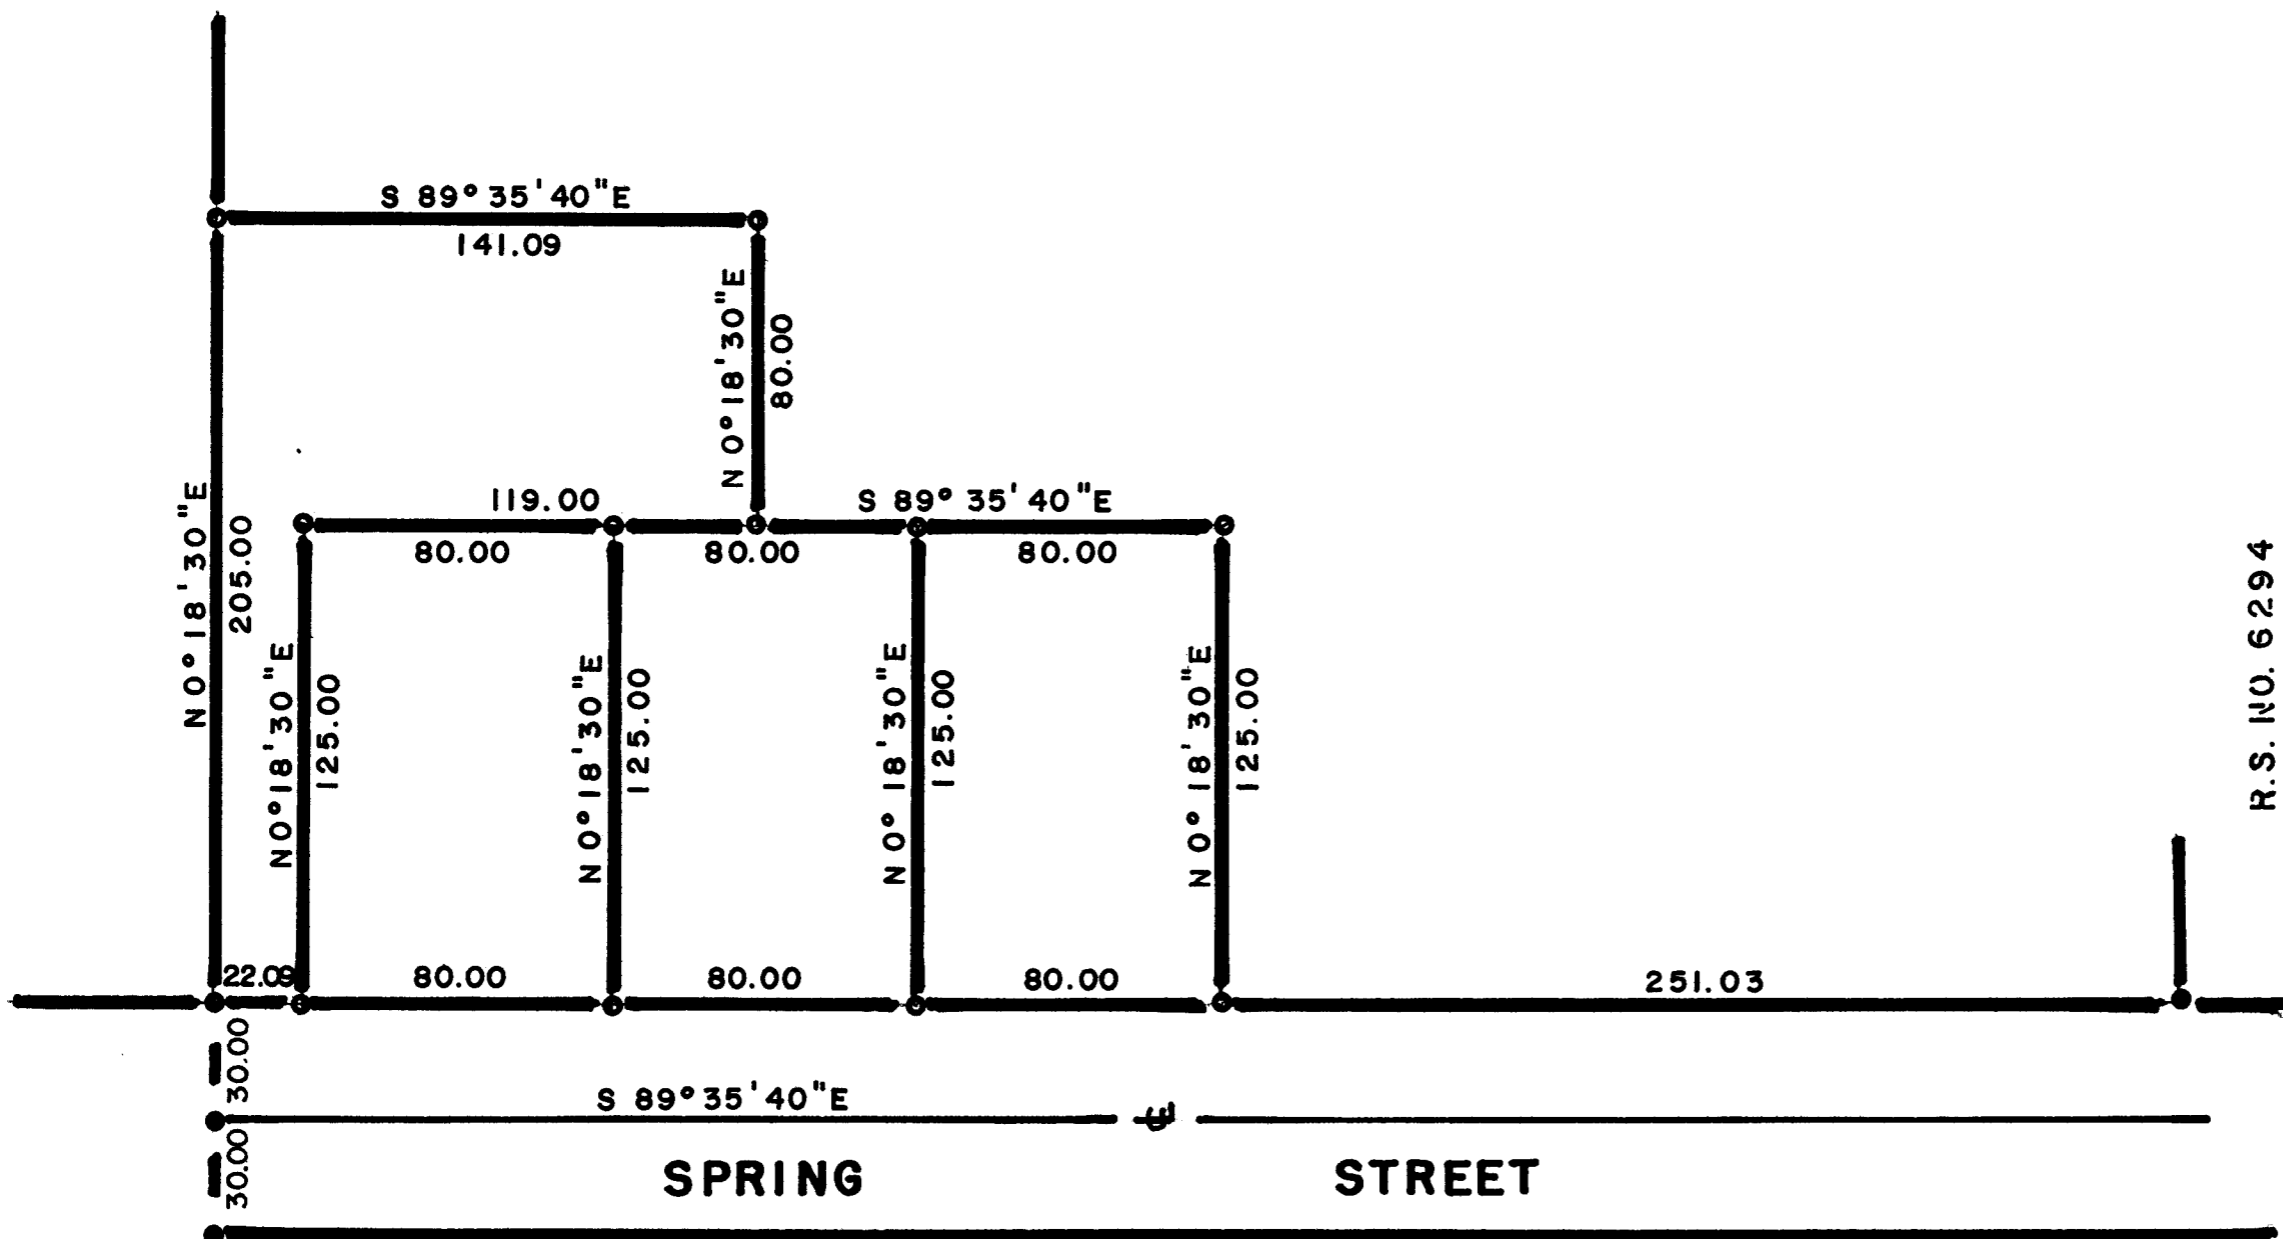 S 89° 35' 40"E
141.09
N 0° 18' 30"E
80.00
N 0° 18' 30"E
205.00
119.00
S 89° 35' 40"E
80.00
80.00
80.00
N 0° 18' 30"E
125.00
N 0° 18' 30"E
125.00
N 0° 18' 30"E
125.00
N 0° 18' 30"E
125.00
R.S. NO. 6294
22.09
80.00
80.00
80.00
251.03
30.00
S 89° 35' 40"E
℄
30.00
SPRING STREET